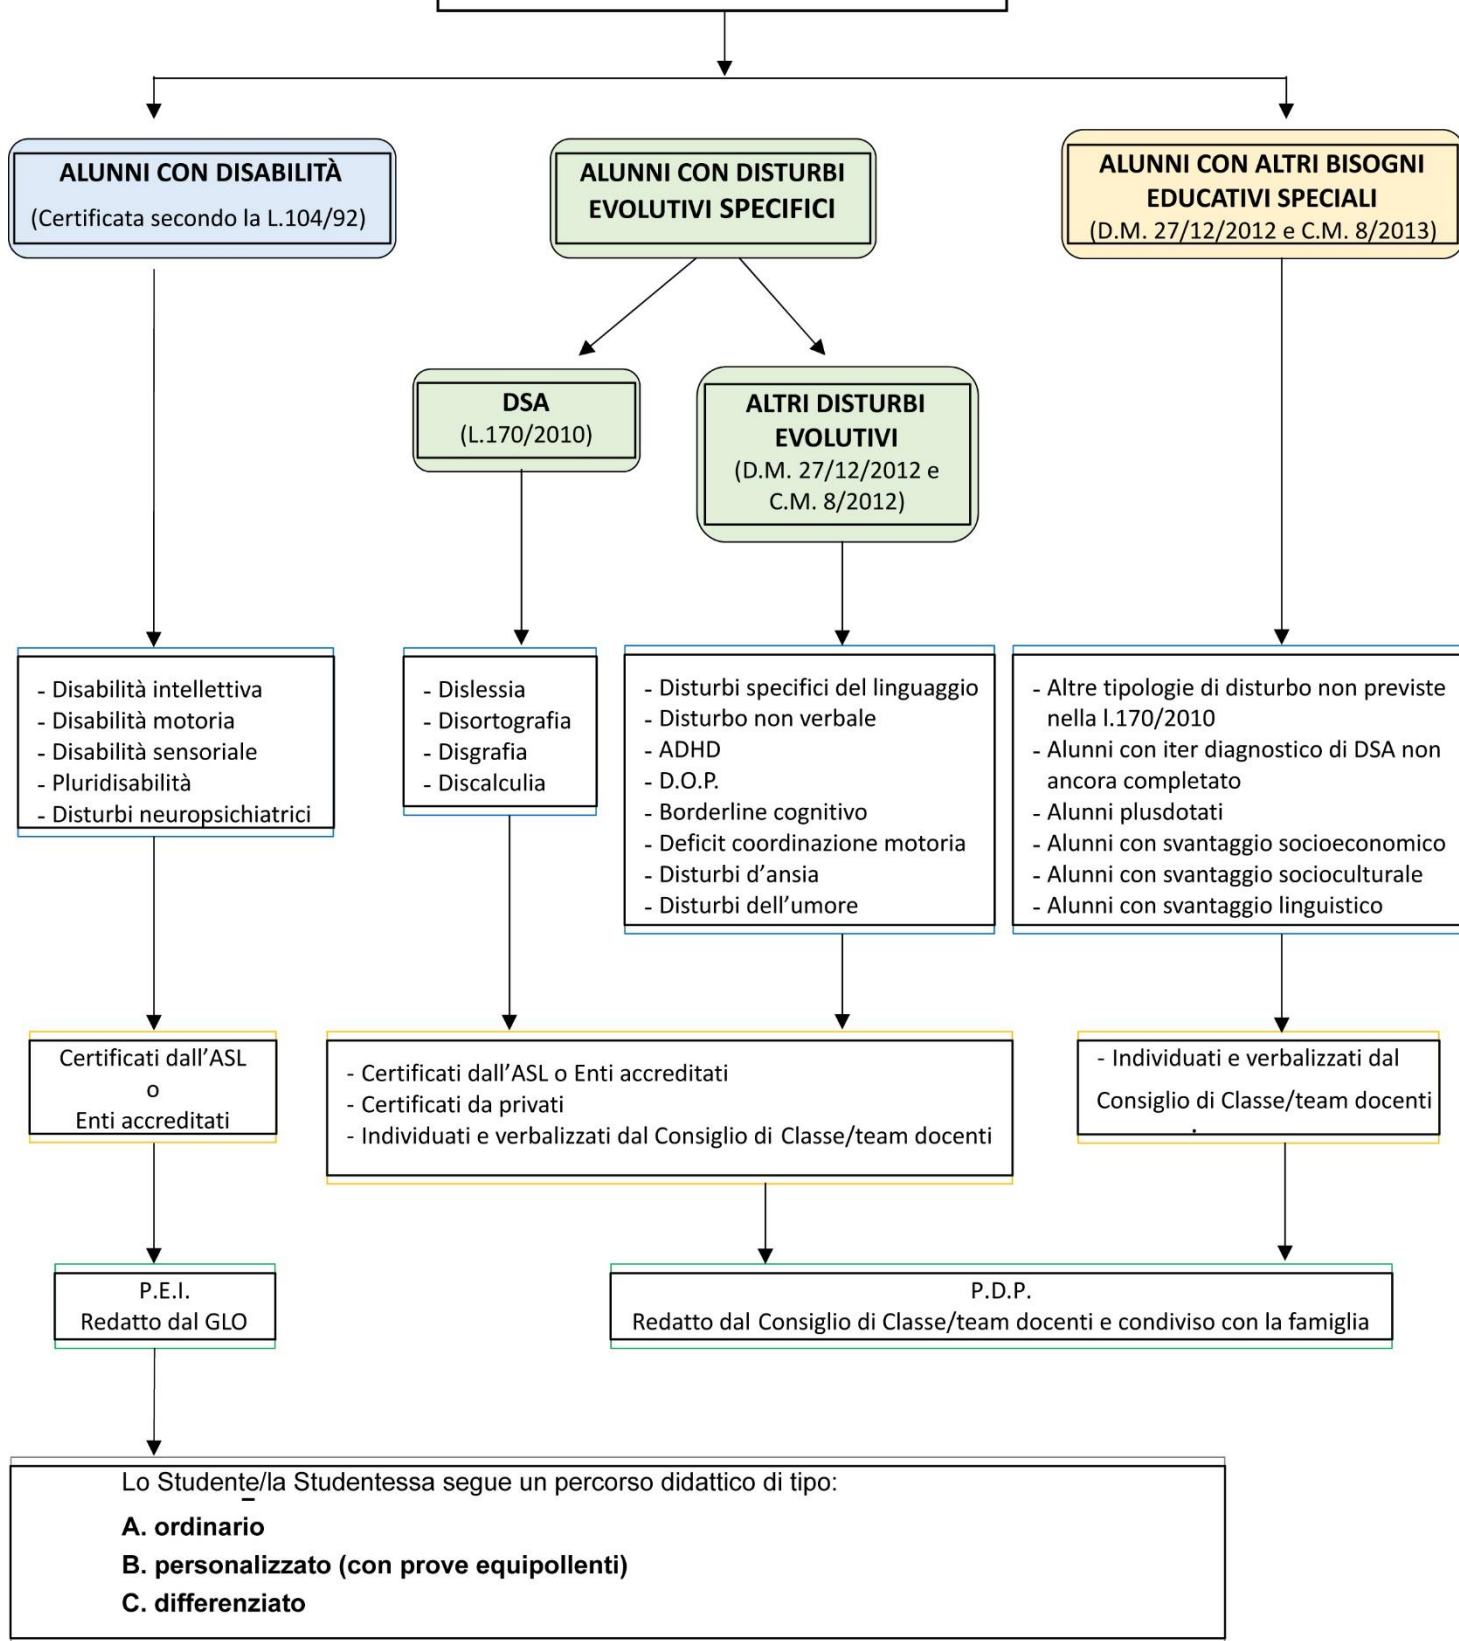 ALUNNI CON DISABILITÀ
(Certificata secondo la L.104/92)
ALUNNI CON DISTURBI
EVOLUTIVI SPECIFICI
ALUNNI CON ALTRI BISOGNI
EDUCATIVI SPECIALI
(D.M. 27/12/2012 e C.M. 8/2013)
DSA
(L.170/2010)
ALTRI DISTURBI
EVOLUTIVI
(D.M. 27/12/2012 e
C.M. 8/2012)
- Disabilità intellettiva
- Disabilità motoria
- Disabilità sensoriale
- Pluridisabilità
- Disturbi neuropsichiatrici
- Dislessia
- Disortografia
- Disgrafia
- Discalculia
- Disturbi specifici del linguaggio
- Disturbo non verbale
- ADHD
- D.O.P.
- Borderline cognitivo
- Deficit coordinazione motoria
- Disturbi d'ansia
- Disturbi dell'umore
- Altre tipologie di disturbo non previste
nella l.170/2010
- Alunni con iter diagnostico di DSA non
ancora completato
- Alunni plusdotati
- Alunni con svantaggio socioeconomico
- Alunni con svantaggio socioculturale
- Alunni con svantaggio linguistico
Certificati dall'ASL
o
Enti accreditati
- Certificati dall'ASL o Enti accreditati
- Certificati da privati
- Individuati e verbalizzati dal Consiglio di Classe/team docenti
- Individuati e verbalizzati dal
Consiglio di Classe/team docenti
.
P.E.I.
Redatto dal GLO
P.D.P.
Redatto dal Consiglio di Classe/team docenti e condiviso con la famiglia
Lo Studente/la Studentessa segue un percorso didattico di tipo:
A. ordinario
B. personalizzato (con prove equipollenti)
C. differenziato